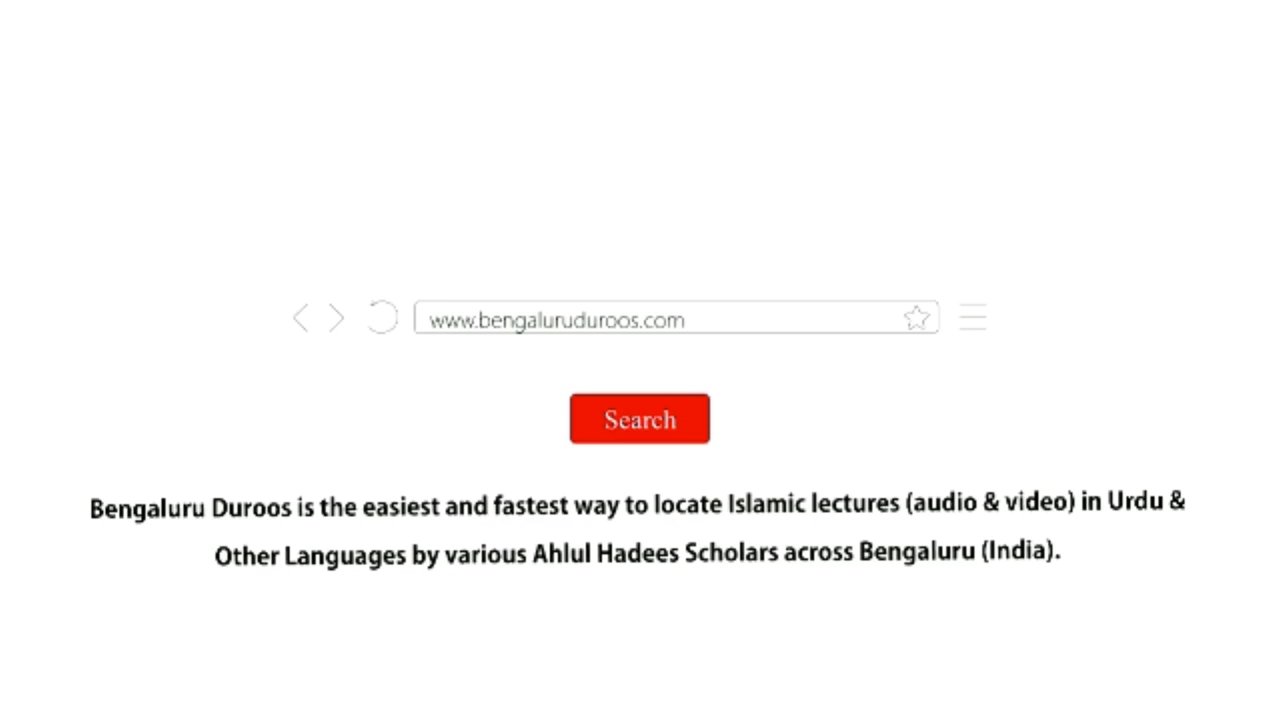 www.bengaluruduroos.com
Search
Bengaluru Duroos is the easiest and fastest way to locate Islamic lectures (audio & video) in Urdu &
Other Languages by various Ahlul Hadees Scholars across Bengaluru (India).